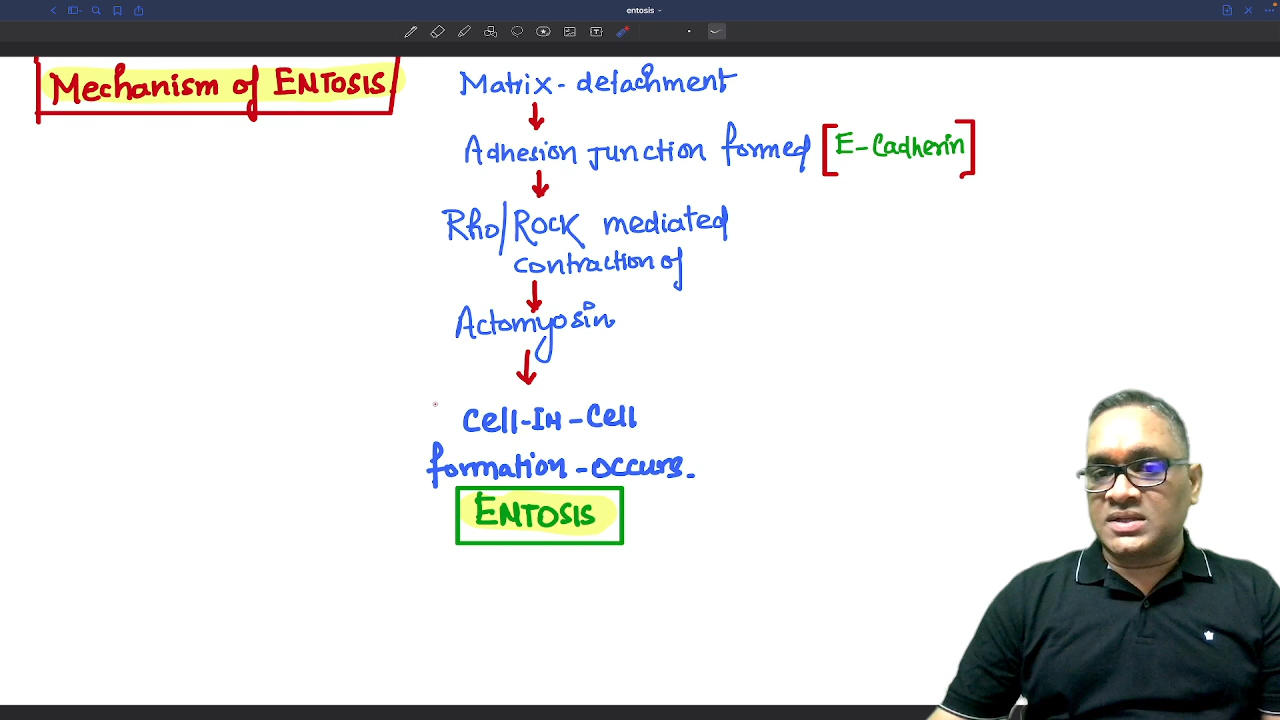 entosis
Mechanism of ENTOSIS.
Matrix-detachment
Adhesion junction formed [E-Cadherin]
Rho/ROCK mediated
contraction of
Actomyosin
Cell-IN-Cell
formation-occurs.
ENTOSIS